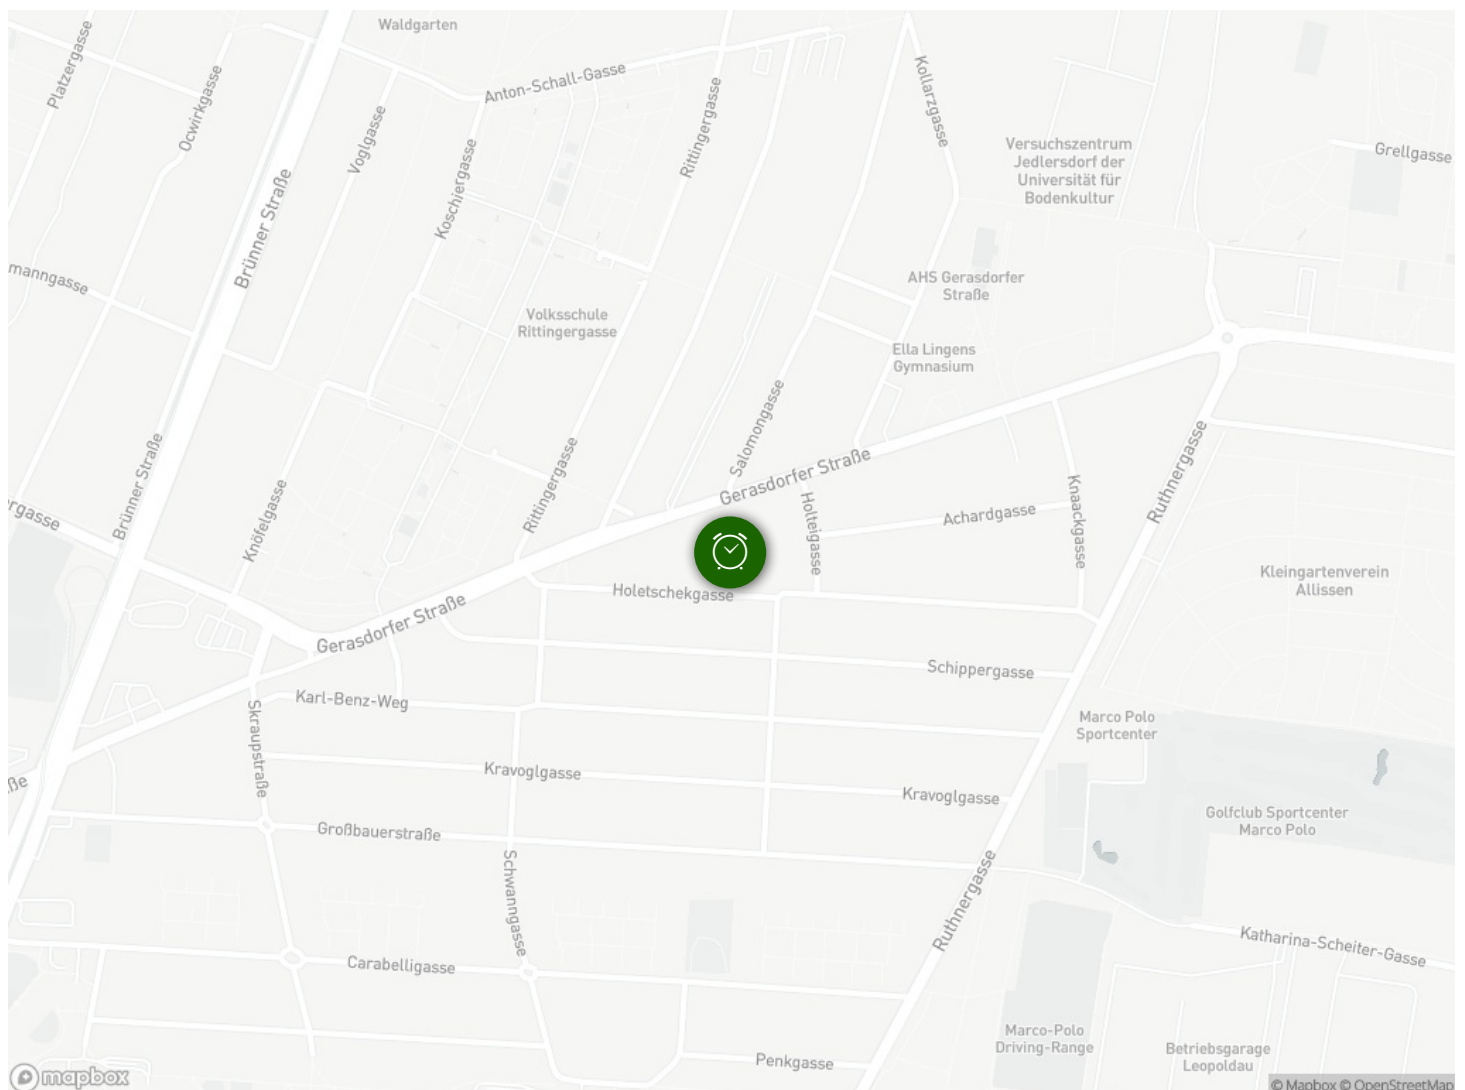 Waldgarten
Platzergasse
Ocwirkgasse
Anton-Schall-Gasse
Kollarzgasse
Voglgasse
Rittingergasse
Versuchszentrum
Jedlersdorf der
Universität für
Bodenkultur
Grellgasse
Koschiergasse
Brünner Straße
manngasse
AHS Gerasdorfer
Straße
Volksschule
Rittingergasse
Ella Lingens
Gymnasium
Salomongasse
Brünner Straße
Rittingergasse
Gerasdorfer Straße
Ruthnergasse
rgasse
Knöfelgasse
Holteigasse
Achardgasse
Knaackgasse
Kleingartenverein
Allissen
Holetschekgasse
Gerasdorfer Straße
Schippergasse
Karl-Benz-Weg
Skraupstraße
Marco Polo
Sportcenter
Kravoglgasse
Kravoglgasse
ße
Golfclub Sportcenter
Marco Polo
Großbauerstraße
Schwanngasse
Ruthnergasse
Katharina-Scheiter-Gasse
Carabelligasse
Marco-Polo
Driving-Range
Betriebsgarage
Leopoldau
Penkgasse
mapbox
© Mapbox © OpenStreetMap